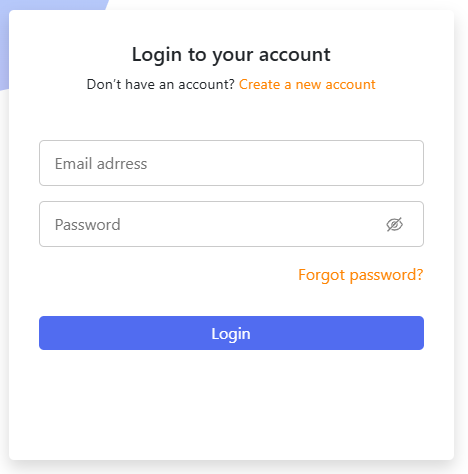 Login to your account
Don't have an account? Create a new account
Email adrress
Password
Forgot password?
Login